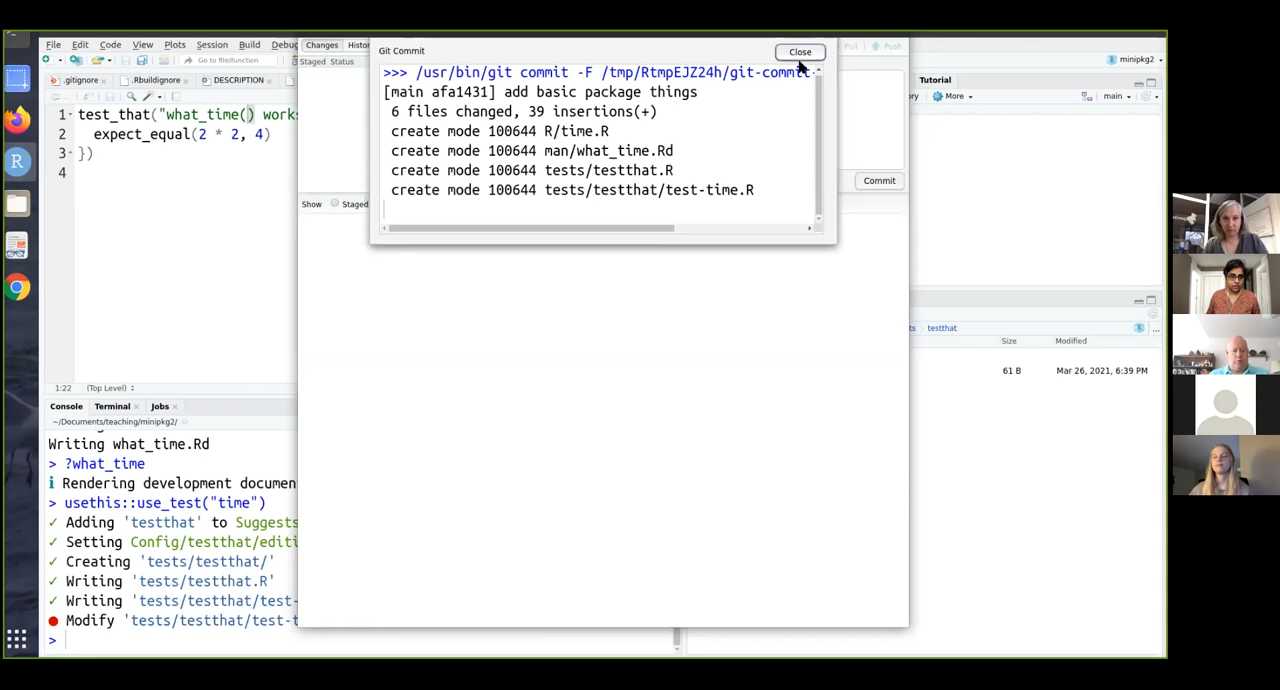 File Edit Code View Plots Session Build Debug
Go to file/function
minipkg2
.gitignore .Rbuildignore DESCRIPTION
1 test_that("what_time() works
2 expect_equal(2 * 2, 4)
3 })
4
1:22 (Top Level)
Console Terminal Jobs
~/Documents/teaching/minipkg2/
Writing what_time.Rd
> ?what_time
ℹ Rendering development documen
> usethis::use_test("time")
✓ Adding 'testthat' to Suggests
✓ Setting Config/testthat/editi
✓ Creating 'tests/testthat/'
✓ Writing 'tests/testthat.R'
✓ Writing 'tests/testthat/test-
● Modify 'tests/testthat/test-t
>
Changes Histor
Staged Status
Pull Push
Commit
Show Staged
Git Commit
Close
>>> /usr/bin/git commit -F /tmp/RtmpEJZ24h/git-commit-
[main afa1431] add basic package things
6 files changed, 39 insertions(+)
create mode 100644 R/time.R
create mode 100644 man/what_time.Rd
create mode 100644 tests/testthat.R
create mode 100644 tests/testthat/test-time.R
Tutorial
ory More main
ts testthat
Size Modified
61 B Mar 26, 2021, 6:39 PM